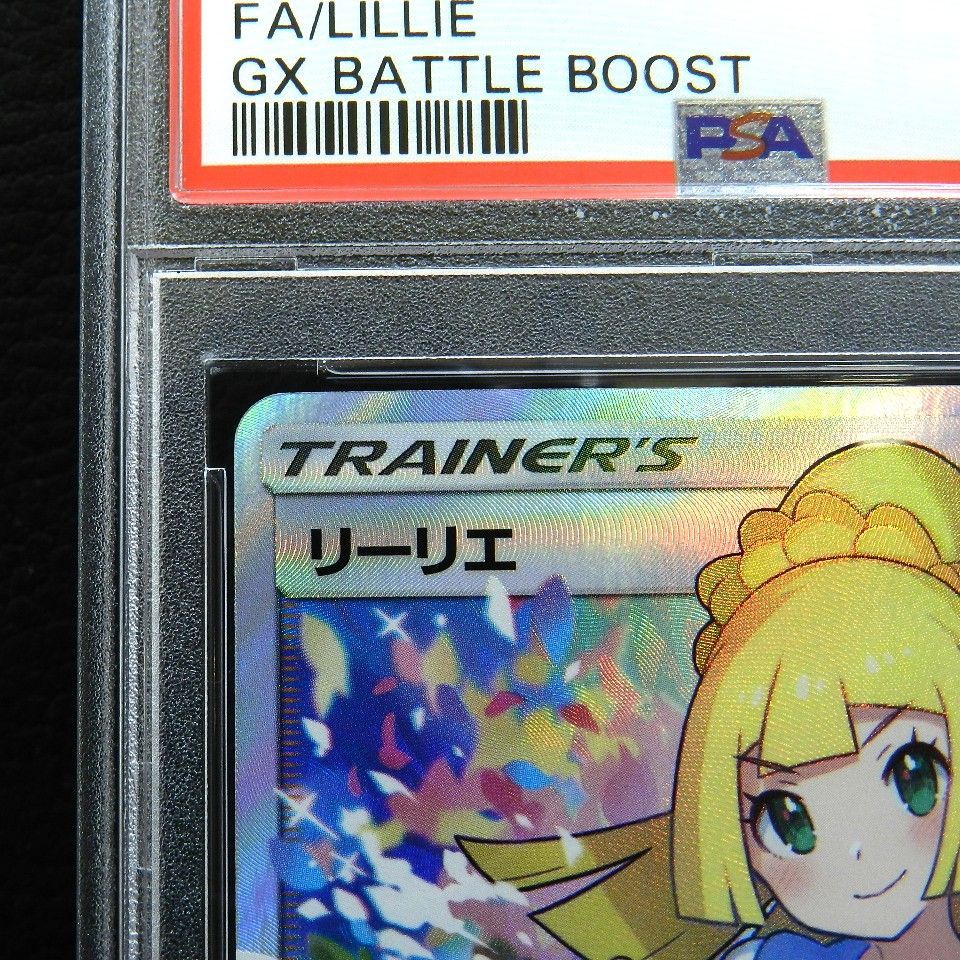 FA/LILLIE
GX BATTLE BOOST
PSA
TRAINER'S
リーリエ